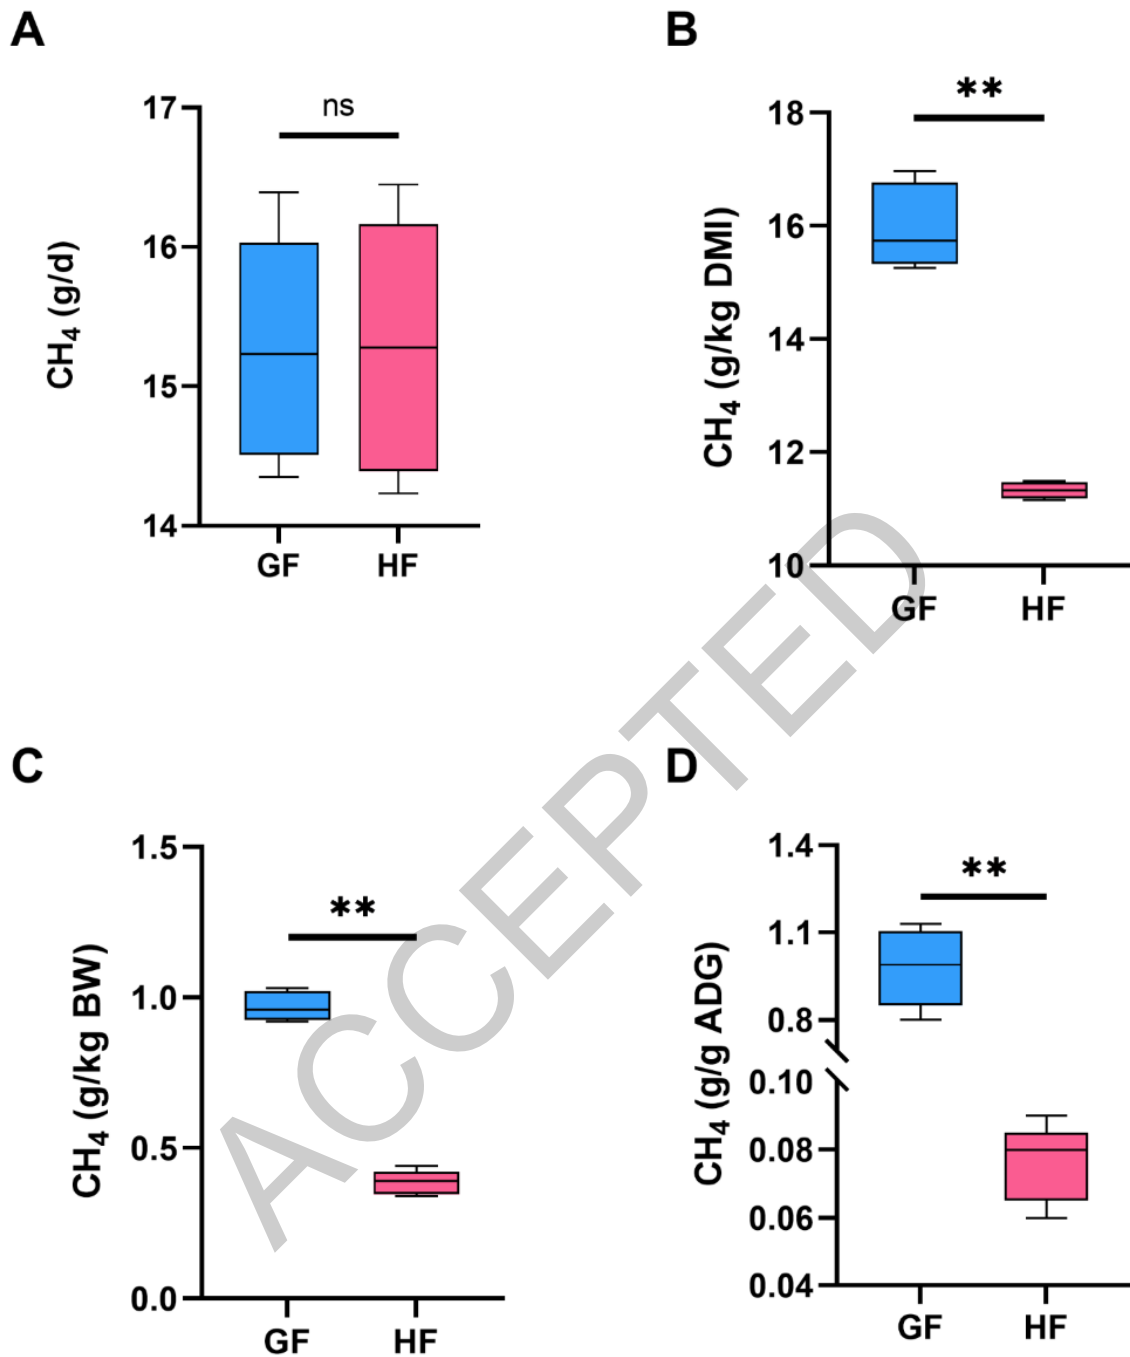 A
CH₄ (g/d)
17
16
15
14
ns
GF HF
B
CH₄ (g/kg DMI)
18
16
14
12
10
**
GF HF
C
CH₄ (g/kg BW)
1.5
1.0
0.5
0.0
**
GF HF
D
CH₄ (g/g ADG)
1.4
1.1
0.8
0.10
0.08
0.06
0.04
**
GF HF
ACCEPTED